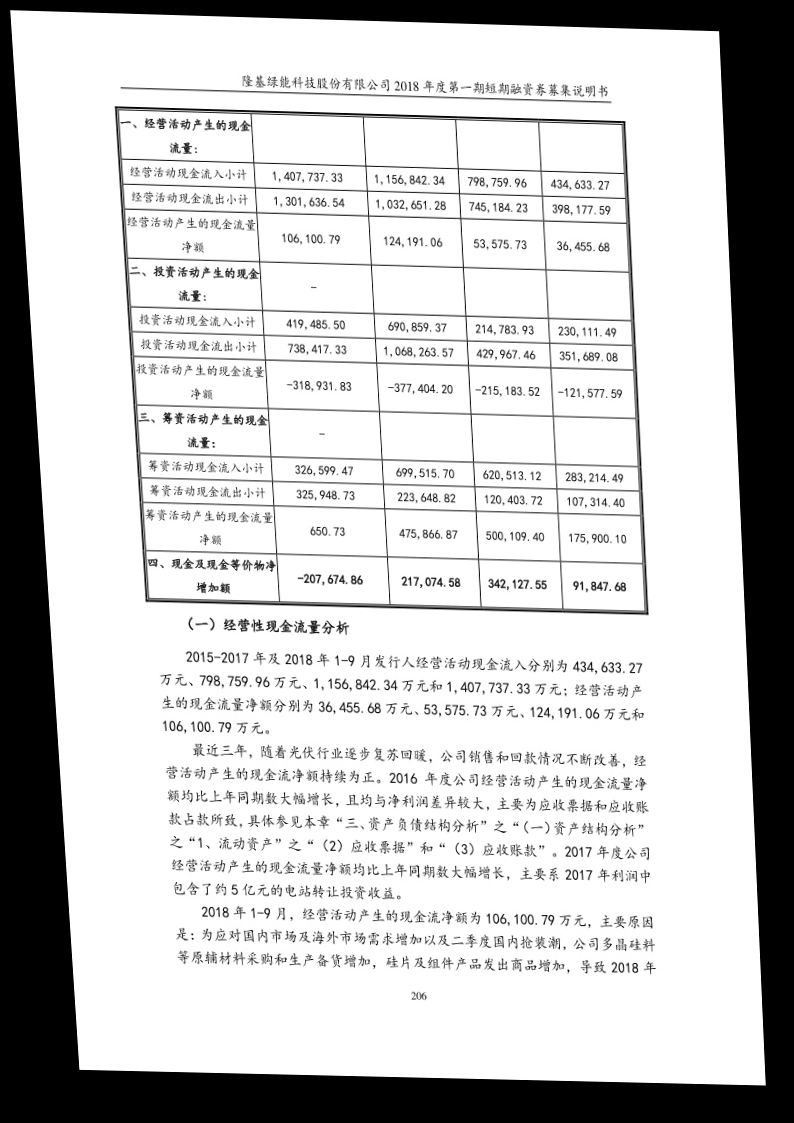 隆基绿能科技股份有限公司 2018 年度第一期短期融资券募集说明书
一、经营活动产生的现金
流量：
经营活动现金流入小计 1,407,737.33 1,156,842.34 798,759.96 434,633.27
经营活动现金流出小计 1,301,636.54 1,032,651.28 745,184.23 398,177.59
经营活动产生的现金流量
净额 106,100.79 124,191.06 53,575.73 36,455.68
二、投资活动产生的现金
流量： -
投资活动现金流入小计 419,485.50 690,859.37 214,783.93 230,111.49
投资活动现金流出小计 738,417.33 1,068,263.57 429,967.46 351,689.08
投资活动产生的现金流量
净额 -318,931.83 -377,404.20 -215,183.52 -121,577.59
三、筹资活动产生的现金
流量： -
筹资活动现金流入小计 326,599.47 699,515.70 620,513.12 283,214.49
筹资活动现金流出小计 325,948.73 223,648.82 120,403.72 107,314.40
筹资活动产生的现金流量
净额 650.73 475,866.87 500,109.40 175,900.10
四、现金及现金等价物净
增加额 -207,674.86 217,074.58 342,127.55 91,847.68
（一）经营性现金流量分析
2015-2017 年及 2018 年 1-9 月发行人经营活动现金流入分别为 434,633.27
万元、798,759.96 万元、1,156,842.34 万元和 1,407,737.33 万元；经营活动产
生的现金流量净额分别为 36,455.68 万元、53,575.73 万元、124,191.06 万元和
106,100.79 万元。
最近三年，随着光伏行业逐步复苏回暖，公司销售和回款情况不断改善，经
营活动产生的现金流净额持续为正。2016 年度公司经营活动产生的现金流量净
额均比上年同期数大幅增长，且均与净利润差异较大，主要为应收票据和应收账
款占款所致，具体参见本章“三、资产负债结构分析”之“（一）资产结构分析”
之“1、流动资产”之“（2）应收票据”和“（3）应收账款”。2017 年度公司
经营活动产生的现金流量净额均比上年同期数大幅增长，主要系 2017 年利润中
包含了约 5 亿元的电站转让投资收益。
2018 年 1-9 月，经营活动产生的现金流净额为 106,100.79 万元，主要原因
是：为应对国内市场及海外市场需求增加以及二季度国内抢装潮，公司多晶硅料
等原辅材料采购和生产备货增加，硅片及组件产品发出商品增加，导致 2018 年
206